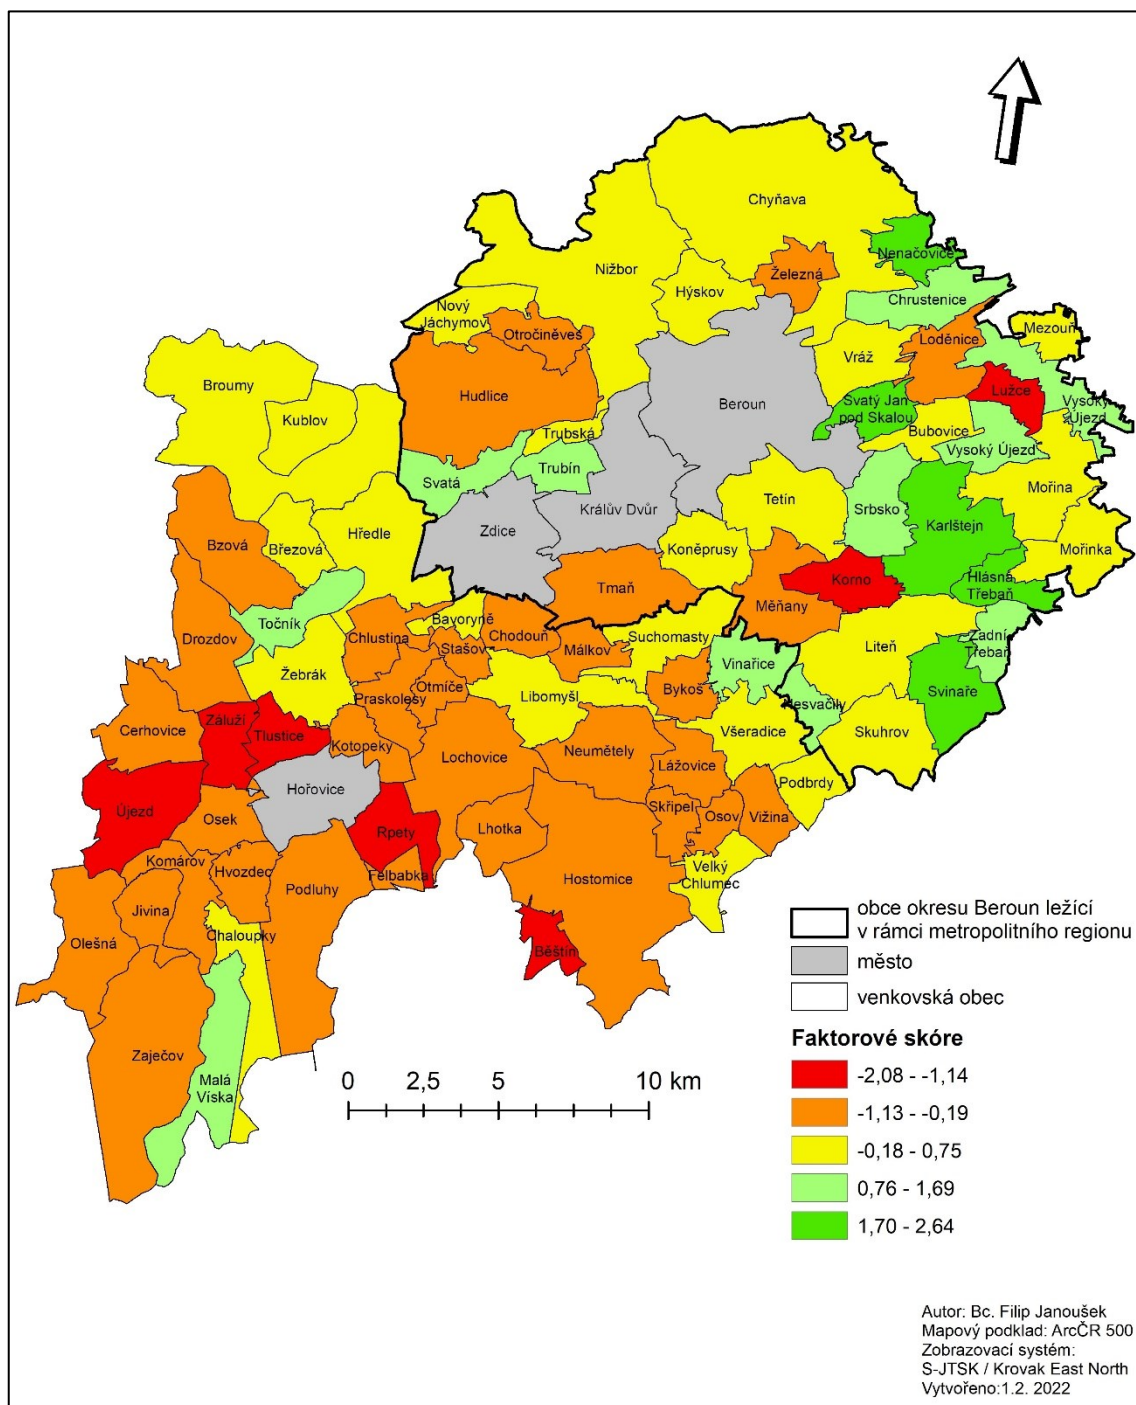 Chyňava
Nenačovice
Železná
Nižbor
Hýskov
Chrustenice
Nový
Jáchymov
Otročiněves
Mezouň
Loděnice
Vráž
Broumy
Hudlice
Beroun
Lužce
Svatý Jan
pod Skalou
Vysoký
Újezd
Kublov
Trubská
Bubovice
Vysoký Újezd
Svatá
Trubín
Tetín
Mořina
Srbsko
Králův Dvůr
Karlštejn
Zdice
Hředle
Bzová
Březová
Koněprusy
Mořinka
Korno
Hlásná
Třebaň
Tmaň
Měňany
Točník
Bavoryně
Drozdov
Chlustina
Chodouň
Suchomasty
Stašov
Málkov
Zadní
Třebaň
Liteň
Vinařice
Žebrák
Otmíče
Praskolesy
Libomyšl
Bykoš
Svinaře
Nesvačily
Záluží
Cerhovice
Tlustice
Všeradice
Skuhrov
Kotopeky
Lochovice
Neumětely
Lážovice
Podbrdy
Hořovice
Újezd
Osek
Skřipel
Osov
Vižina
Rpety
Lhotka
Komárov
Hvozdec
Felbabka
Velký
Chlumec
Hostomice
Podluhy
Jivina
Olešná
Chaloupky
Běštín
Zaječov
Malá
Víska
0 2,5 5 10 km
obce okresu Beroun ležící
v rámci metropolitního regionu
město
venkovská obec
Faktorové skóre
-2,08 - -1,14
-1,13 - -0,19
-0,18 - 0,75
0,76 - 1,69
1,70 - 2,64
Autor: Bc. Filip Janoušek
Mapový podklad: ArcČR 500
Zobrazovací systém:
S-JTSK / Krovak East North
Vytvořeno:1.2. 2022